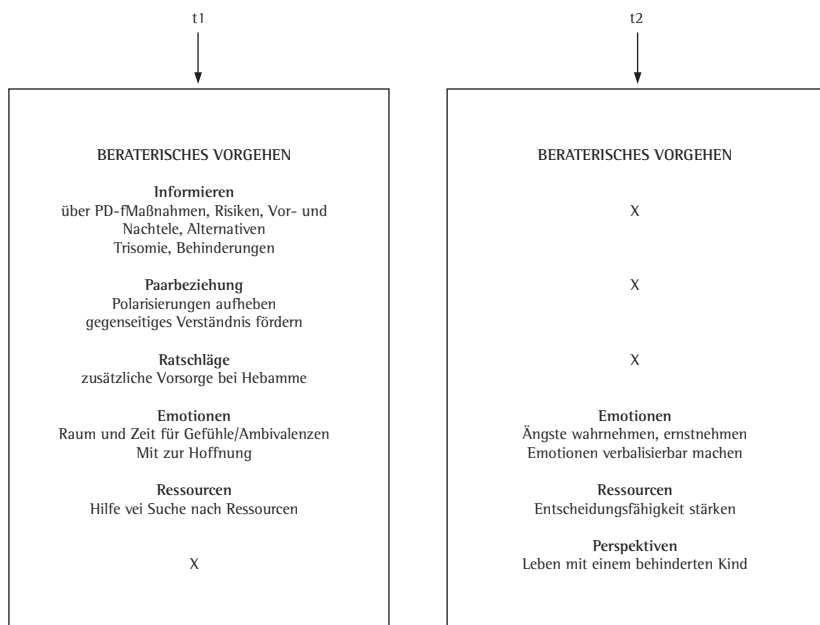 t1
BERATERISCHES VORGEHEN
Informieren
über PD-fMaßnahmen, Risiken, Vor- und
Nachtele, Alternativen
Trisomie, Behinderungen
Paarbeziehung
Polarisierungen aufheben
gegenseitiges Verständnis fördern
Ratschläge
zusätzliche Vorsorge bei Hebamme
Emotionen
Raum und Zeit für Gefühle/Ambivalenzen
Mit zur Hoffnung
Ressourcen
Hilfe vei Suche nach Ressourcen
X
t2
BERATERISCHES VORGEHEN
X
X
X
Emotionen
Ängste wahrnehmen, ernstnehmen
Emotionen verbalisierbar machen
Ressourcen
Entscheidungsfähigkeit stärken
Perspektiven
Leben mit einem behinderten Kind